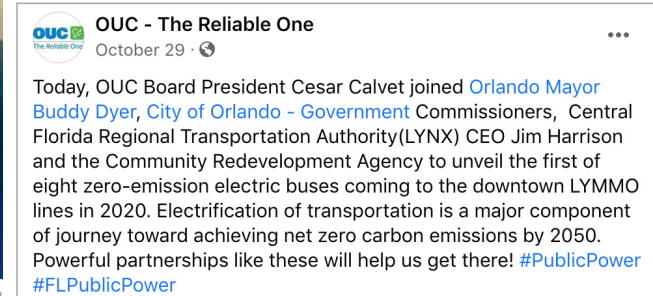 OUC
The Reliable One
OUC - The Reliable One
October 29 ·
Today, OUC Board President Cesar Calvet joined Orlando Mayor
Buddy Dyer, City of Orlando - Government Commissioners,  Central
Florida Regional Transportation Authority(LYNX) CEO Jim Harrison
and the Community Redevelopment Agency to unveil the first of
eight zero-emission electric buses coming to the downtown LYMMO
lines in 2020. Electrification of transportation is a major component
of journey toward achieving net zero carbon emissions by 2050.
Powerful partnerships like these will help us get there! #PublicPower
#FLPublicPower